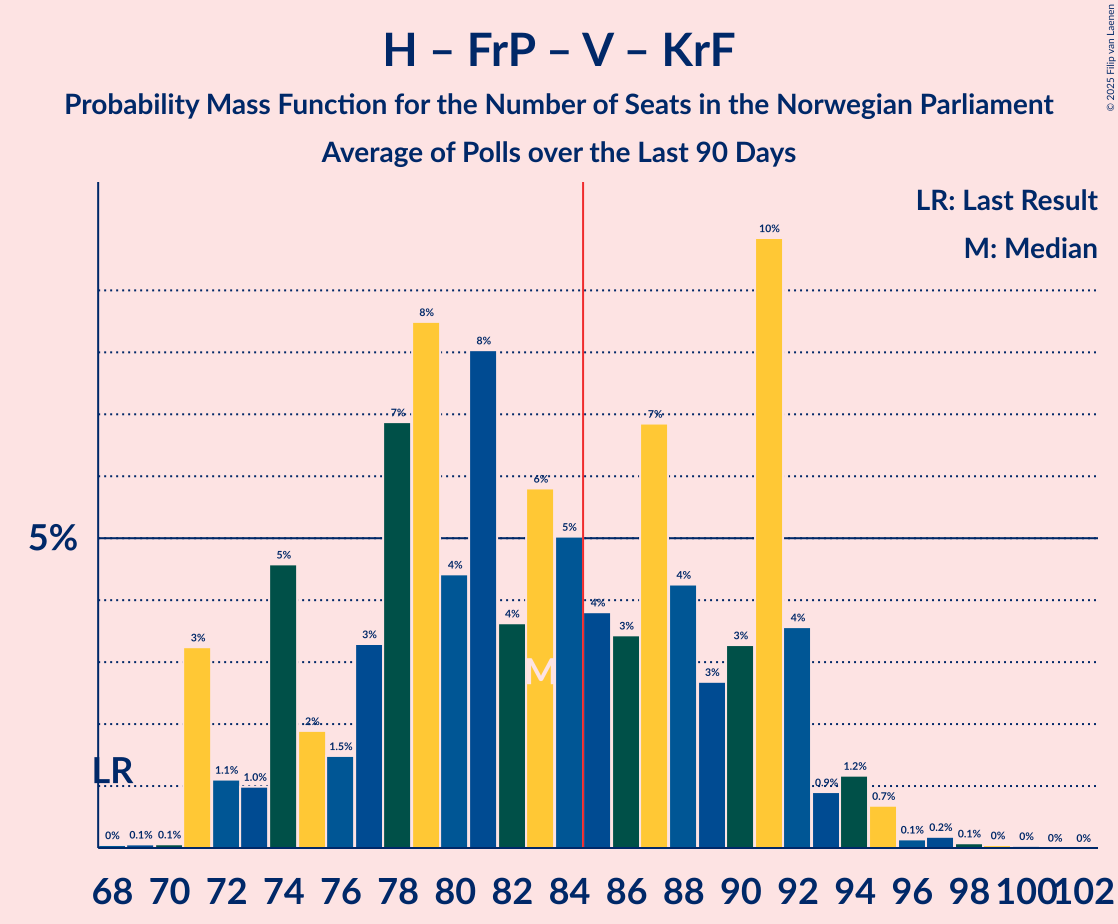 H – FrP – V – KrF
Probability Mass Function for the Number of Seats in the Norwegian Parliament
Average of Polls over the Last 90 Days
© 2025 Filip van Laenen
LR: Last Result
M: Median
5%
LR
M
0% 0.1% 0.1% 3% 1.1% 1.0% 5% 2% 1.5% 3% 7% 8% 4% 8% 4% 6% 5% 4% 3% 7% 4% 3% 3% 10% 4% 0.9% 1.2% 0.7% 0.1% 0.2% 0.1% 0% 0% 0% 0%
68 70 72 74 76 78 80 82 84 86 88 90 92 94 96 98 100 102